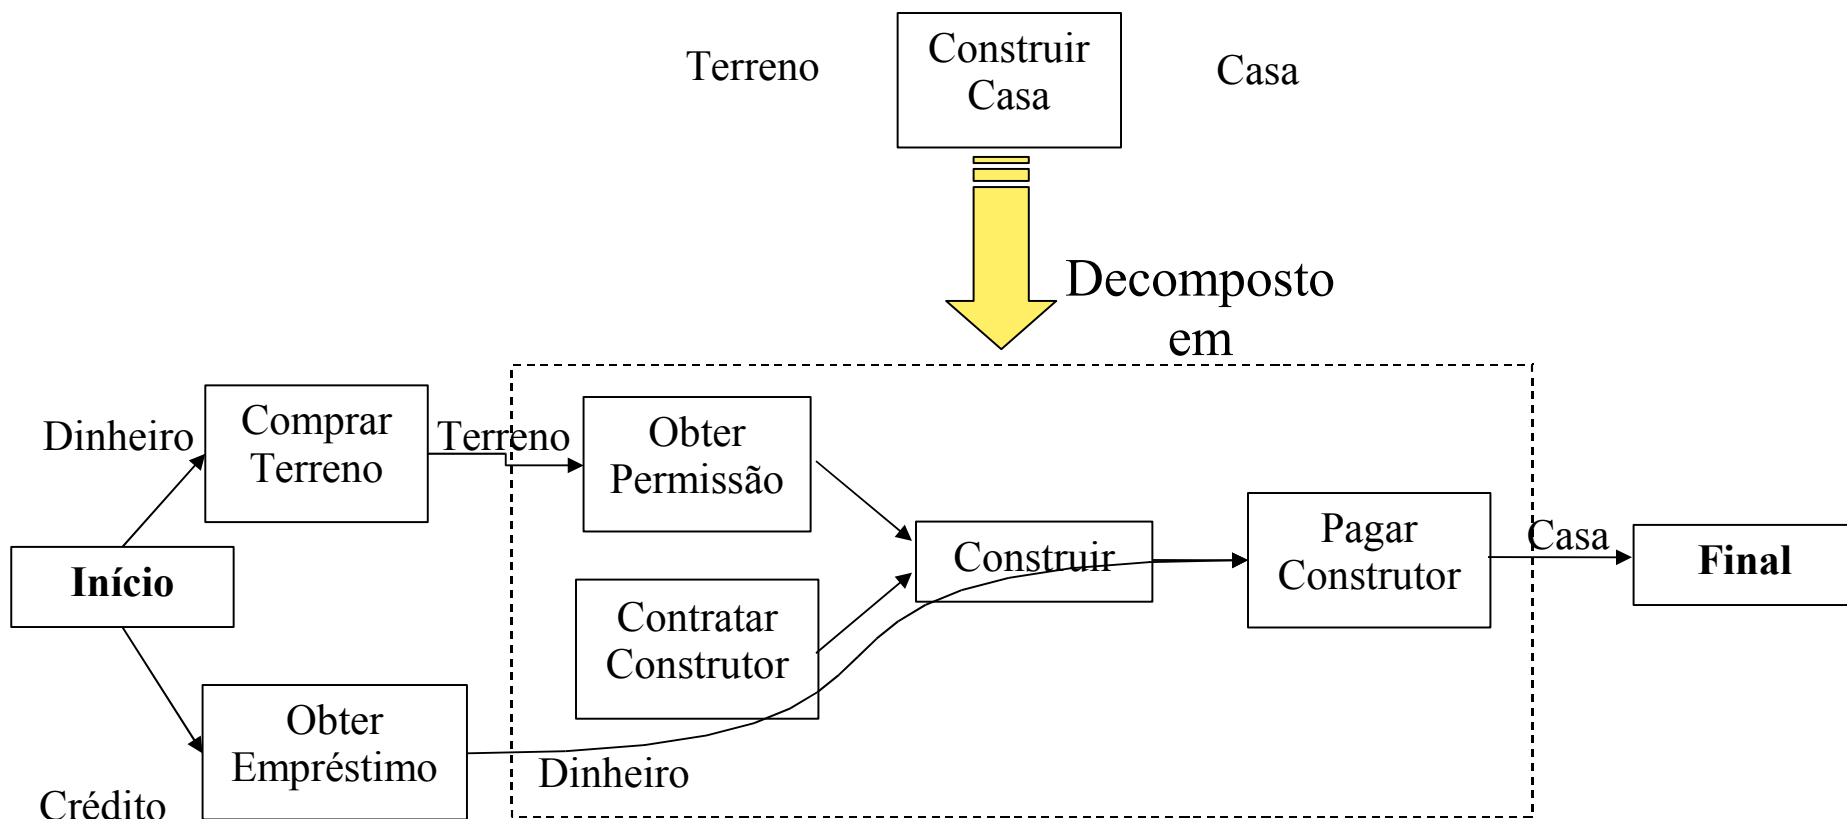 Terreno
Construir
Casa
Casa
Decomposto
em
Dinheiro
Comprar
Terreno
Terreno
Obter
Permissão
Início
Construir
Pagar
Construtor
Casa
Final
Contratar
Construtor
Obter
Empréstimo
Dinheiro
Crédito